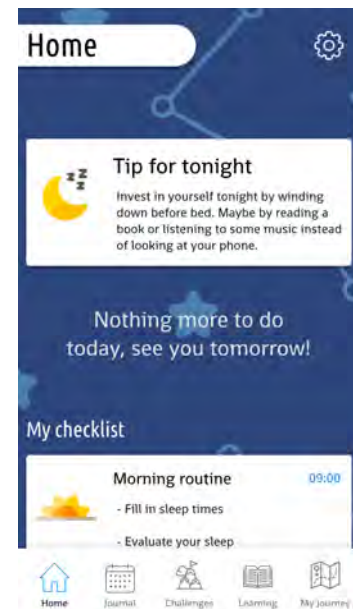 Home
z z z
Tip for tonight
Invest in yourself tonight by winding
down before bed. Maybe by reading a
book or listening to some music instead
of looking at your phone.
Nothing more to do
today, see you tomorrow!
My checklist
Morning routine 09:00
- Fill in sleep times
- Evaluate your sleep
Home Journal Challenges Learning My journey